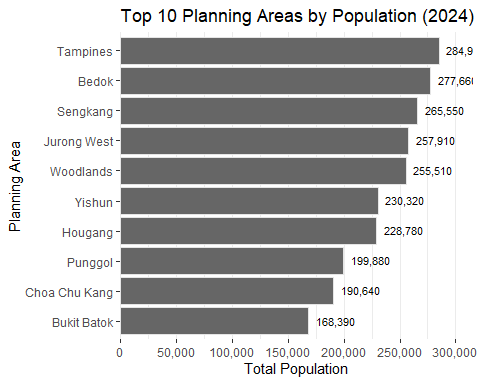 Top 10 Planning Areas by Population (2024)
Planning Area
Tampines 284,9
Bedok 277,660
Sengkang 265,550
Jurong West 257,910
Woodlands 255,510
Yishun 230,320
Hougang 228,780
Punggol 199,880
Choa Chu Kang 190,640
Bukit Batok 168,390
0 50,000 100,000 150,000 200,000 250,000 300,000
Total Population